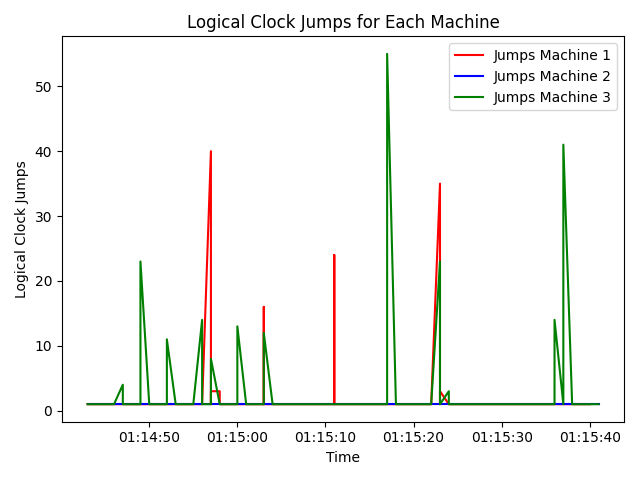 Logical Clock Jumps for Each Machine
Jumps Machine 1
Jumps Machine 2
Jumps Machine 3
Logical Clock Jumps
50
40
30
20
10
0
01:14:50
01:15:00
01:15:10
01:15:20
01:15:30
01:15:40
Time